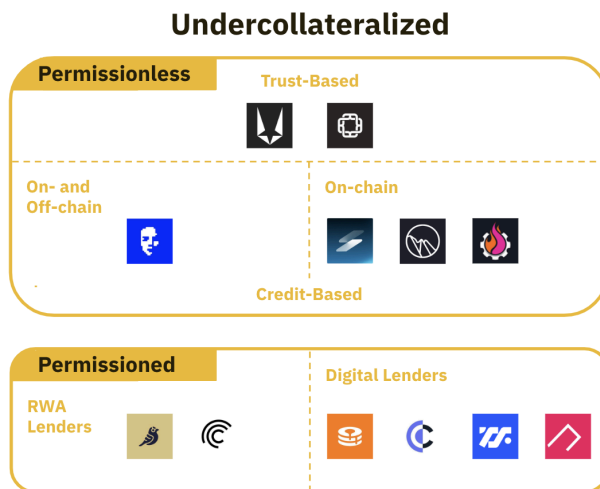 Undercollateralized
Permissionless
Trust-Based
On- and
Off-chain
On-chain
Credit-Based
Permissioned
RWA
Lenders
Digital Lenders